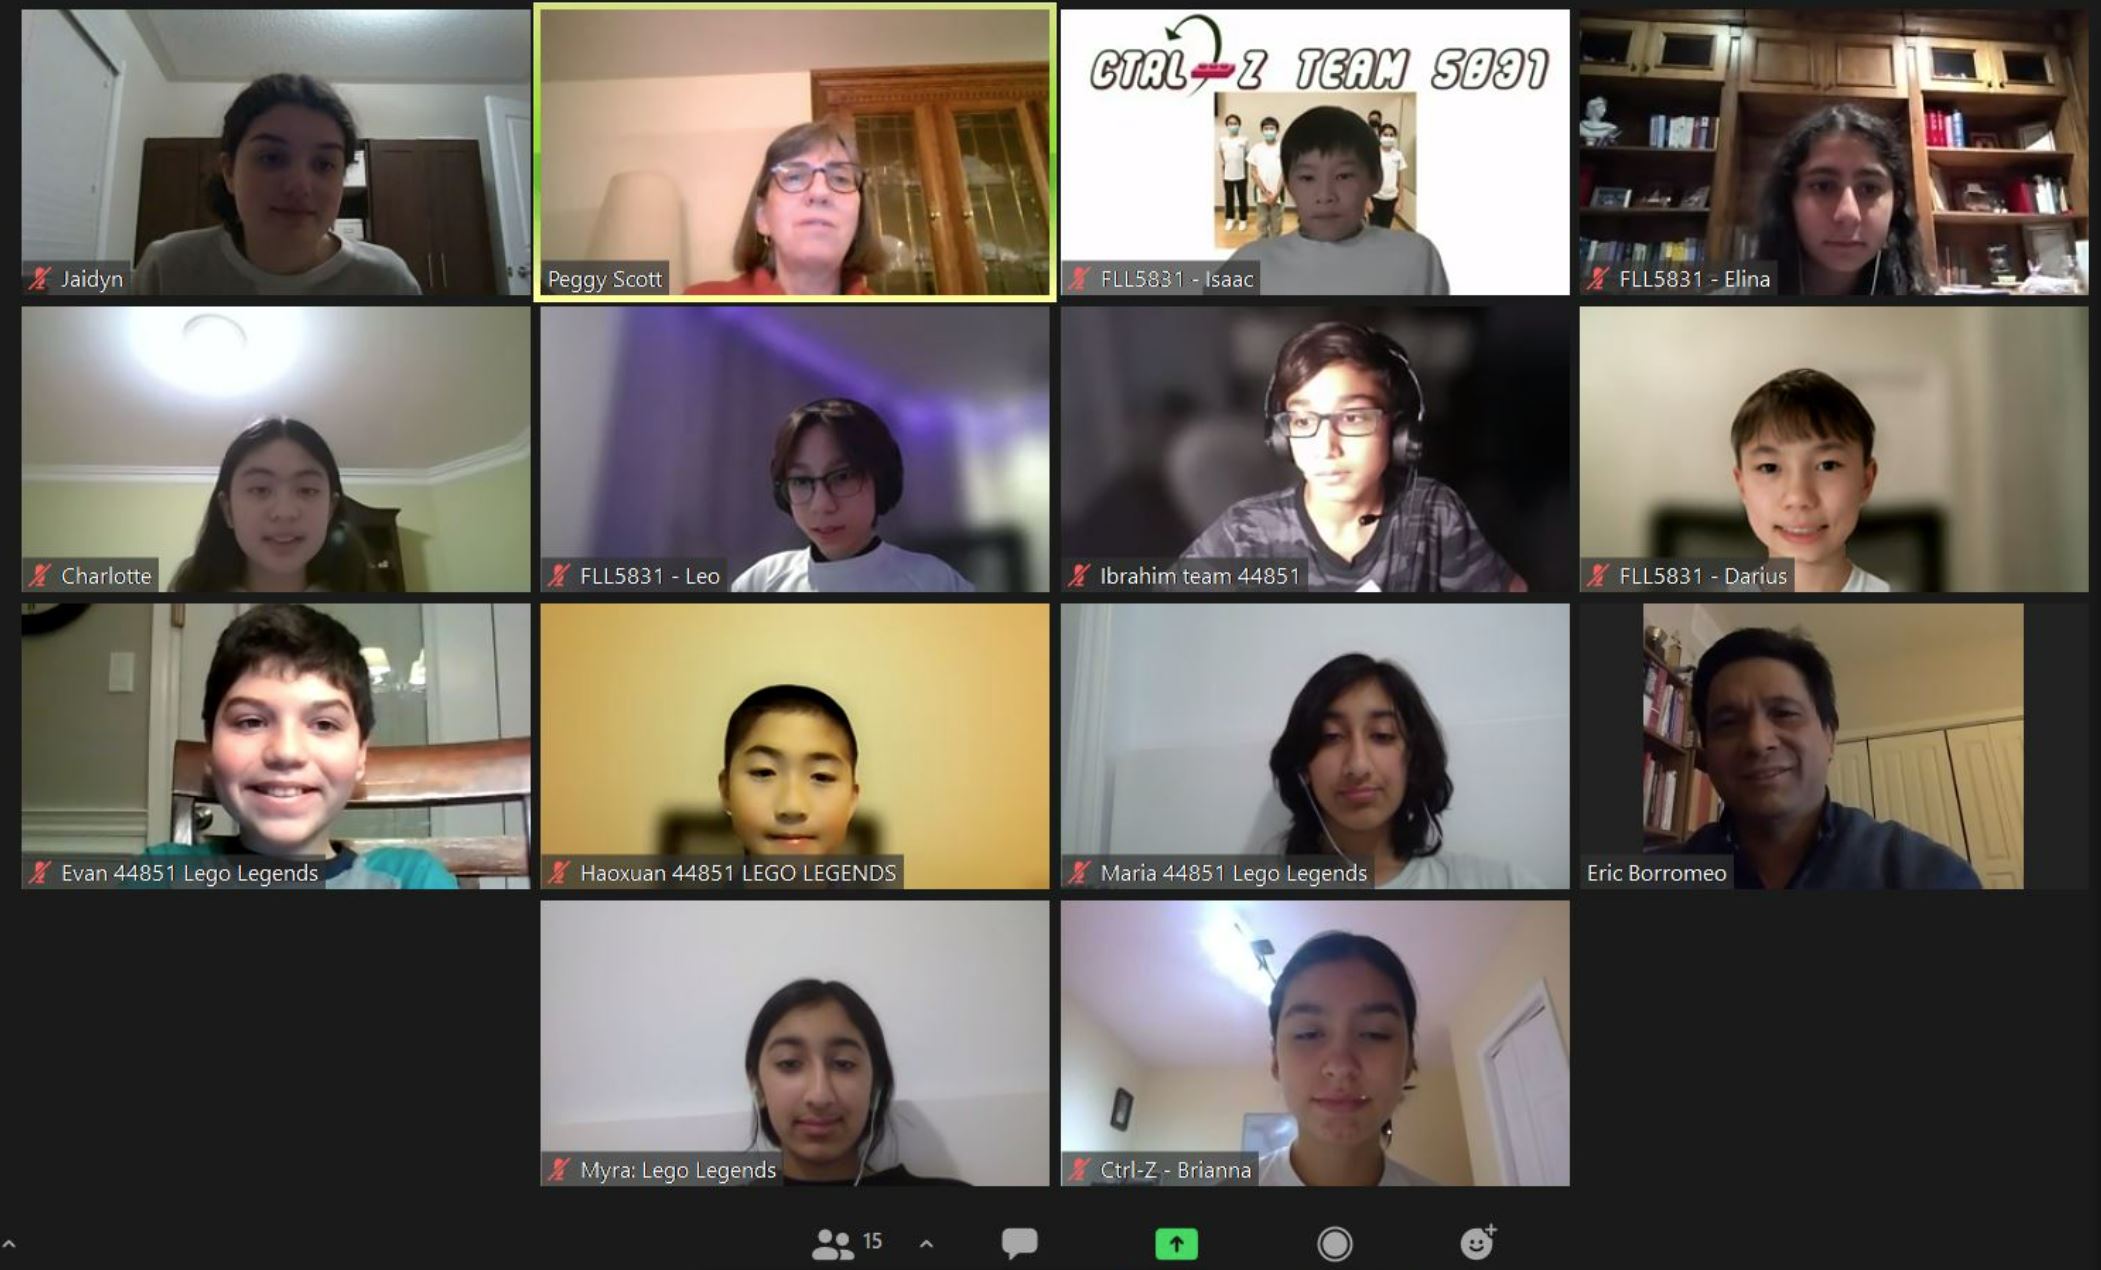 CTRL-Z TEAM 5831
Jaidyn
Peggy Scott
FLL5831 - Isaac
FLL5831 - Elina
Charlotte
FLL5831 - Leo
Ibrahim team 44851
FLL5831 - Darius
Evan 44851 Lego Legends
Haoxuan 44851 LEGO LEGENDS
Maria 44851 Lego Legends
Eric Borromeo
Myra: Lego Legends
Ctrl-Z - Brianna
15